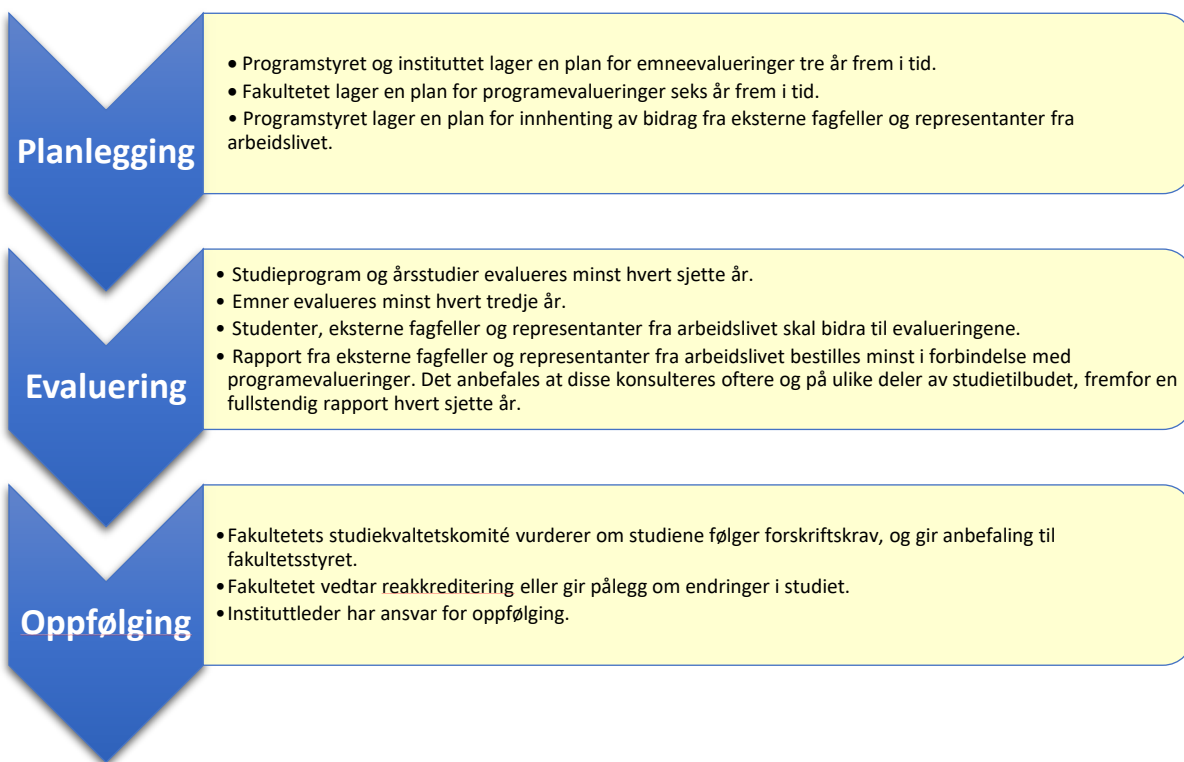 Planlegging
• Programstyret og instituttet lager en plan for emneevalueringer tre år frem i tid.
• Fakultetet lager en plan for programevalueringer seks år frem i tid.
• Programstyret lager en plan for innhenting av bidrag fra eksterne fagfeller og representanter fra
arbeidslivet.
Evaluering
• Studieprogram og årsstudier evalueres minst hvert sjette år.
• Emner evalueres minst hvert tredje år.
• Studenter, eksterne fagfeller og representanter fra arbeidslivet skal bidra til evalueringene.
• Rapport fra eksterne fagfeller og representanter fra arbeidslivet bestilles minst i forbindelse med
programevalueringer. Det anbefales at disse konsulteres oftere og på ulike deler av studietilbudet, fremfor en
fullstendig rapport hvert sjette år.
Oppfølging
•Fakultetets studiekvaltetskomité vurderer om studiene følger forskriftskrav, og gir anbefaling til
fakultetsstyret.
•Fakultetet vedtar reakkreditering eller gir pålegg om endringer i studiet.
•Instituttleder har ansvar for oppfølging.